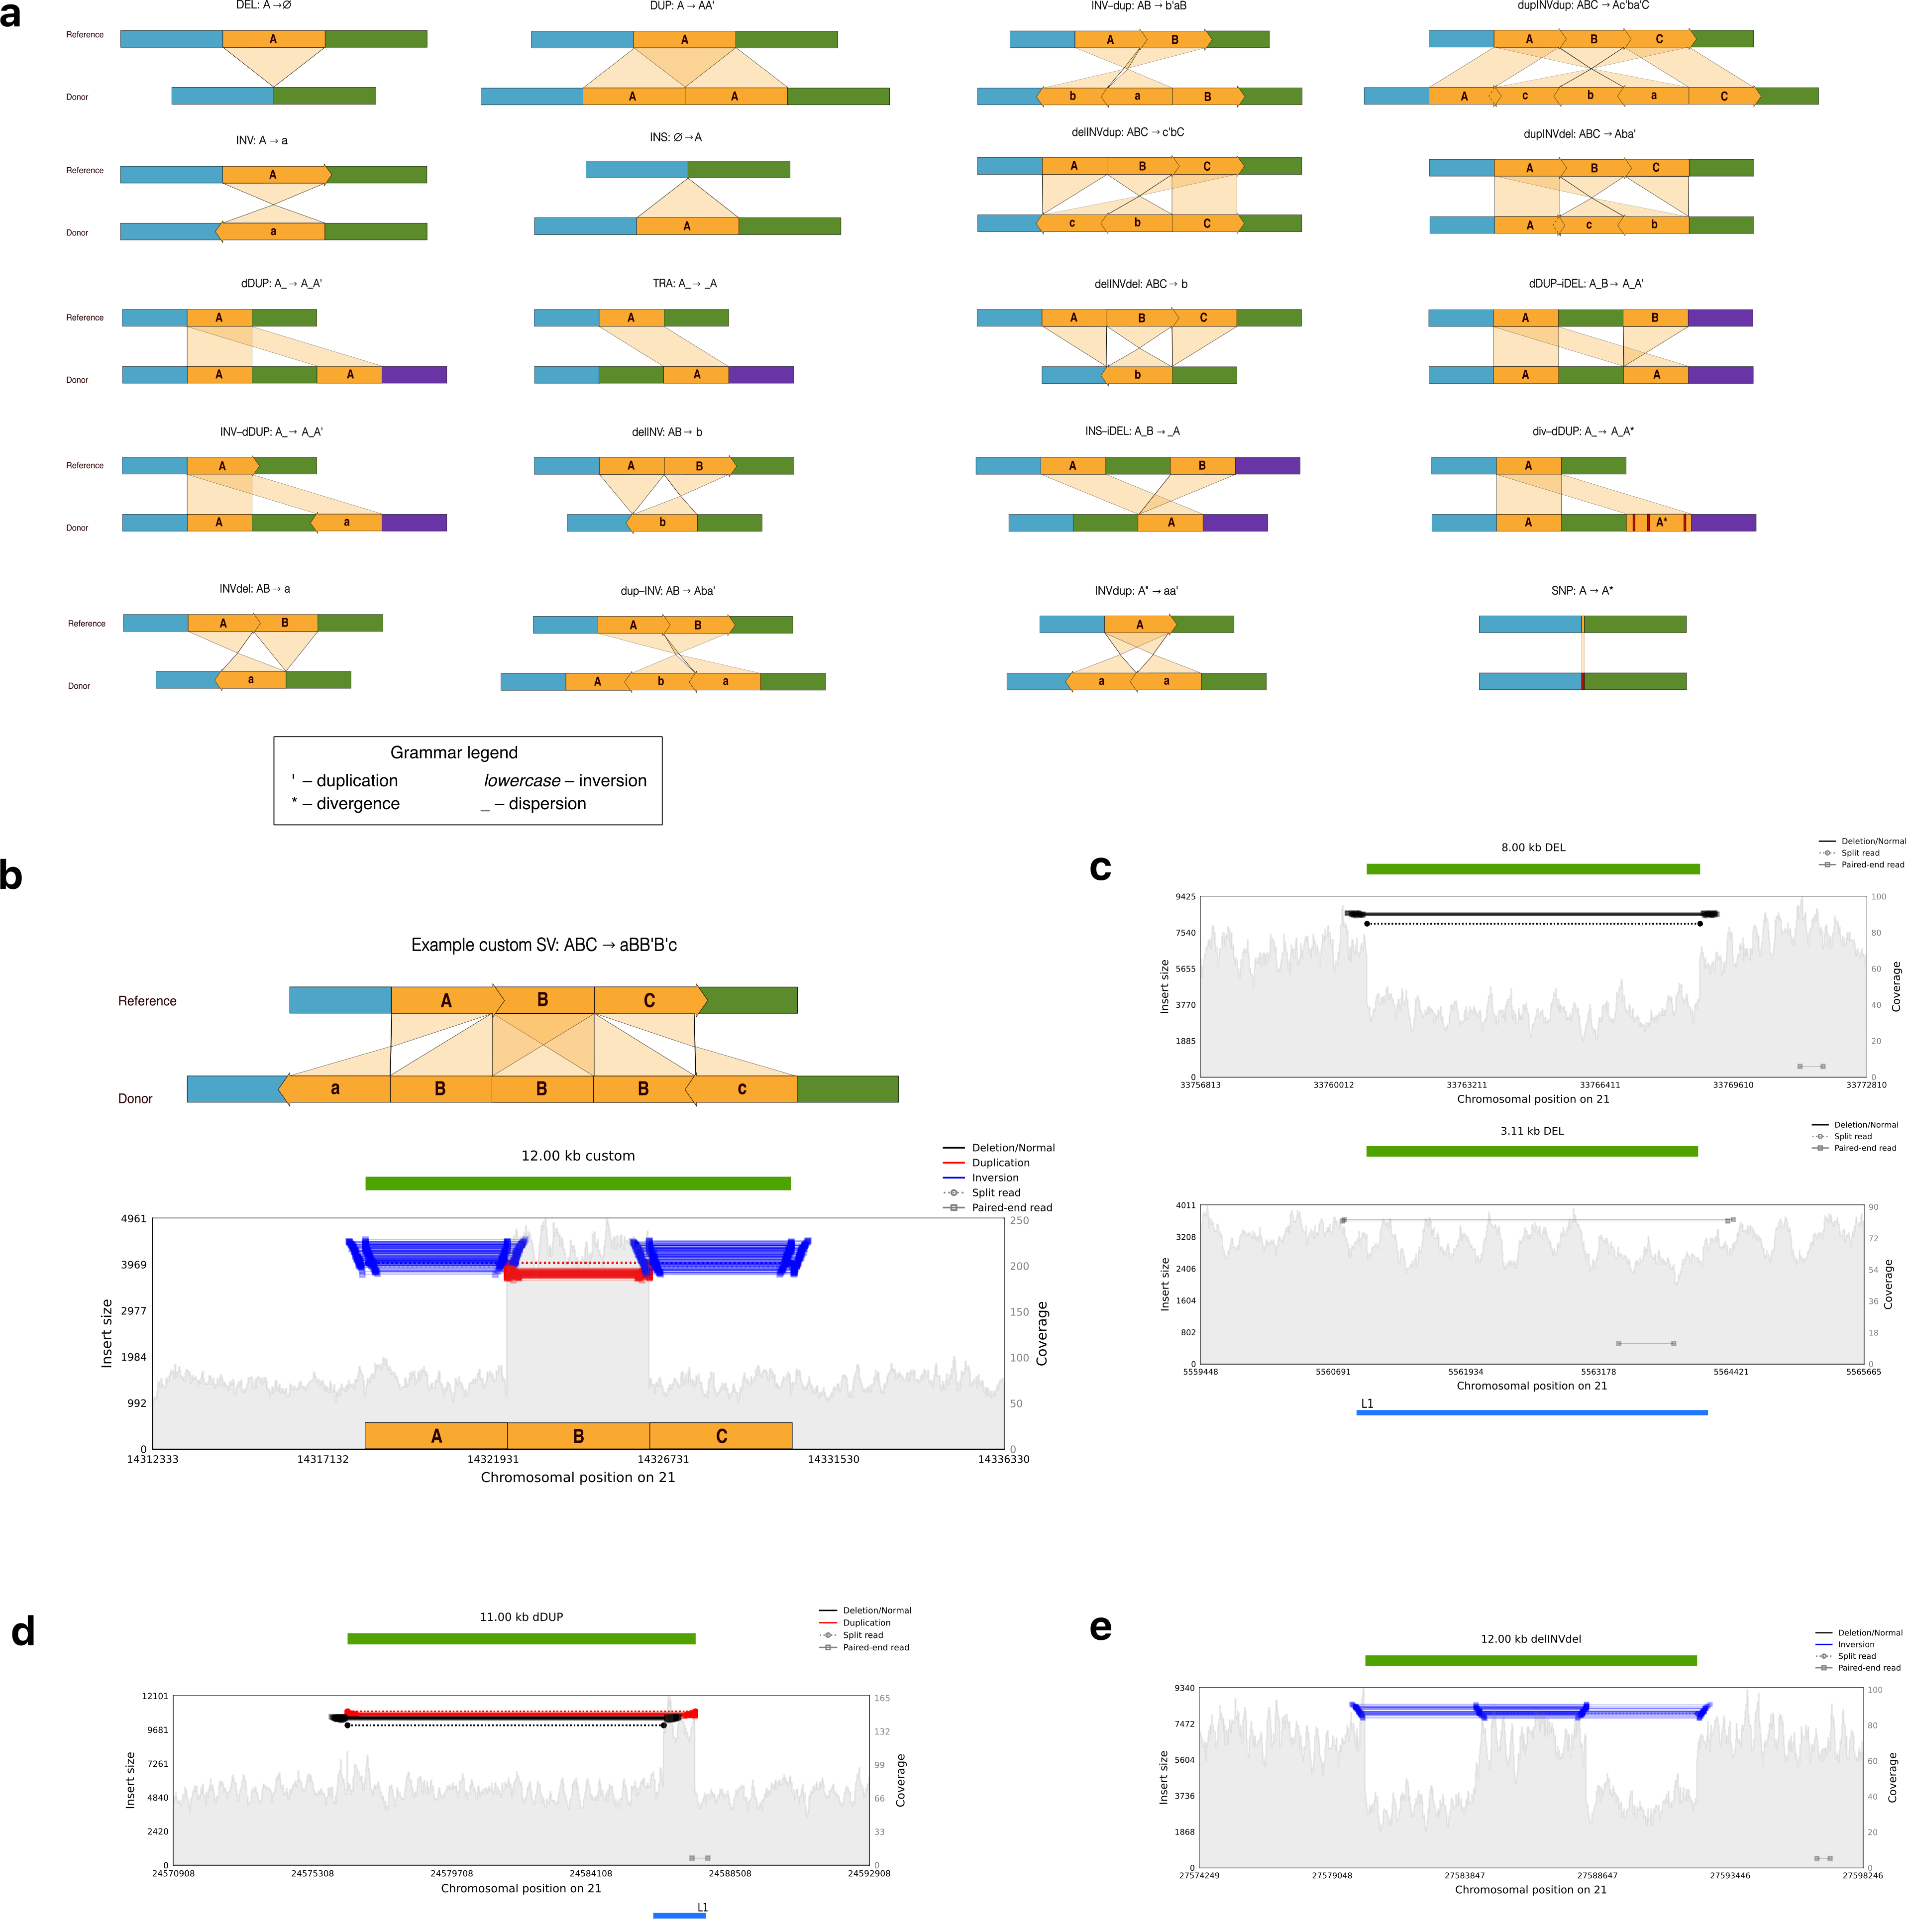 a
DEL: A → Ø
DUP: A → AA'
INV–dup: AB → b'aB
dupINVdup: ABC → Ac'ba'C
Reference
A
A
A B
A B C
Donor
A A
b a B
A c b a C
INV: A → a
INS: Ø → A
delINVdup: ABC → c'bC
dupINVdel: ABC → Aba'
Reference
A
A B C
A B C
Donor
a
A
c b C
A c b
dDUP: A_ → A_A'
TRA: A_ → _A
delINVdel: ABC → b
dDUP–iDEL: A_B → A_A'
Reference
A
A
A B C
A B
Donor
A A
A
b
A A
INV–dDUP: A_ → A_A'
delINV: AB → b
INS–iDEL: A_B → _A
div–dDUP: A_ → A_A*
Reference
A
A B
A B
A
Donor
A a
b
A
A A*
INVdel: AB → a
dup–INV: AB → Aba'
INVdup: A* → aa'
SNP: A → A*
Reference
A B
A B
A
Donor
a
A b a
a a
Grammar legend
' – duplication
lowercase – inversion
* – divergence
_ – dispersion
b
Example custom SV: ABC → aBB'B'c
Reference
A B C
Donor
a B B B c
12.00 kb custom
Deletion/Normal
Duplication
Inversion
Split read
Paired-end read
4961
3969
2977
1984
992
0
Insert size
250
200
150
100
50
0
Coverage
A B C
14312333 14317132 14321931 14326731 14331530 14336330
Chromosomal position on 21
c
8.00 kb DEL
Deletion/Normal
Split read
Paired-end read
9425
7540
5655
3770
1885
0
Insert size
100
80
60
40
20
0
Coverage
33756813 33760012 33763211 33766411 33769610 33772810
Chromosomal position on 21
3.11 kb DEL
Deletion/Normal
Split read
Paired-end read
4011
3208
2406
1604
802
0
Insert size
90
72
54
36
18
0
Coverage
5559448 5560691 5561934 5563178 5564421 5565665
Chromosomal position on 21
L1
d
11.00 kb dDUP
Deletion/Normal
Duplication
Split read
Paired-end read
12101
9681
7261
4840
2420
0
Insert size
165
132
99
66
33
0
Coverage
24570908 24575308 24579708 24584108 24588508 24592908
Chromosomal position on 21
L1
e
12.00 kb delINVdel
Deletion/Normal
Inversion
Split read
Paired-end read
9340
7472
5604
3736
1868
0
Insert size
100
80
60
40
20
0
Coverage
27574249 27579048 27583847 27588647 27593446 27598246
Chromosomal position on 21